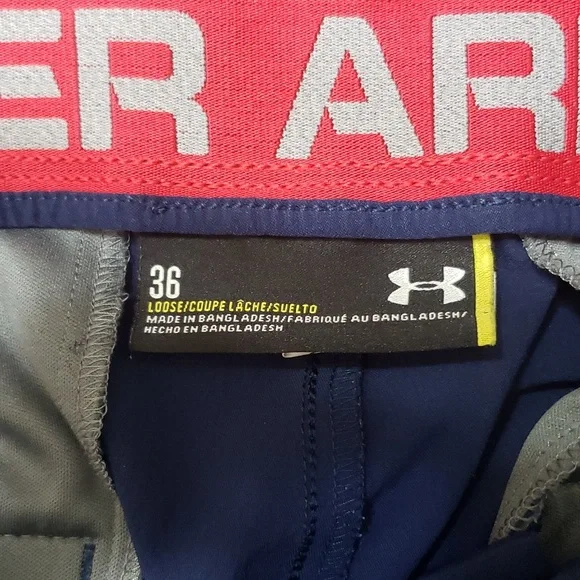 ER AR
36
LOOSE/COUPE LÂCHE/SUELTO
MADE IN BANGLADESH/FABRIQUÉ AU BANGLADESH/
HECHO EN BANGLADESH